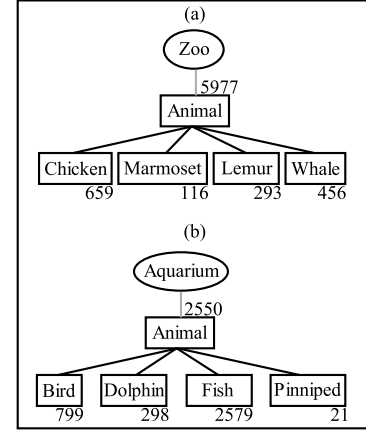 (a)
Zoo
5977
Animal
Chicken Marmoset Lemur Whale
659 116 293 456
(b)
Aquarium
2550
Animal
Bird Dolphin Fish Pinniped
799 298 2579 21